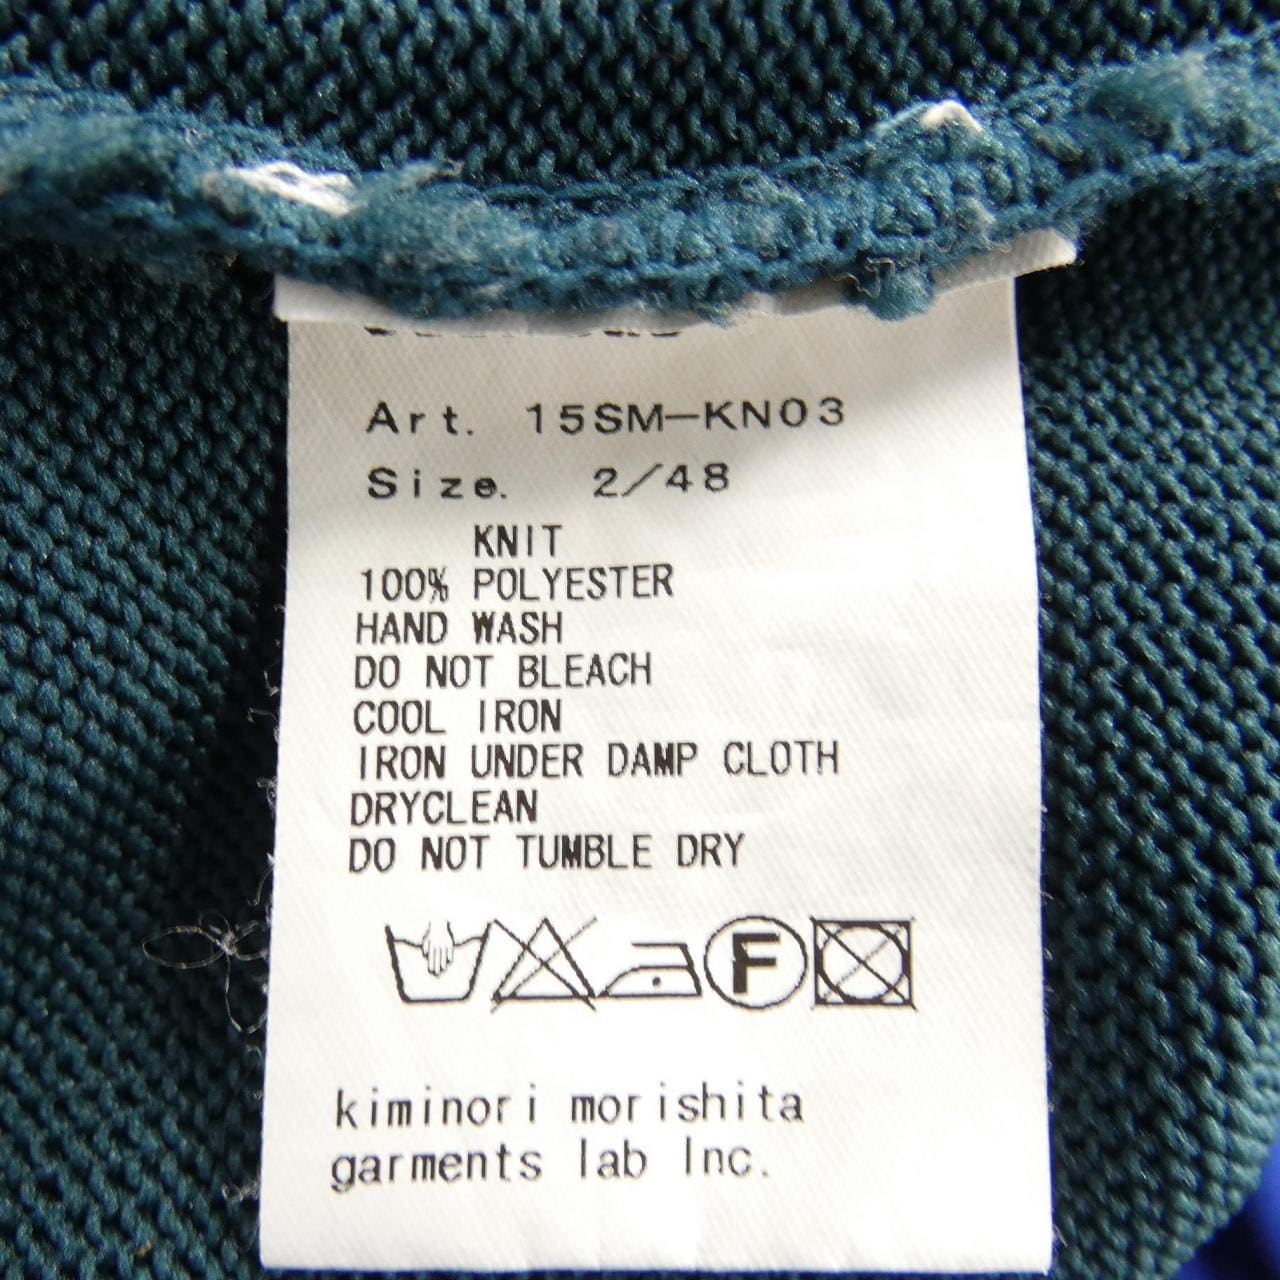 Art. 15SM-KN03
Size. 2/48
KNIT
100% POLYESTER
HAND WASH
DO NOT BLEACH
COOL IRON
IRON UNDER DAMP CLOTH
DRYCLEAN
DO NOT TUMBLE DRY
F
kiminori morishita
garments lab Inc.